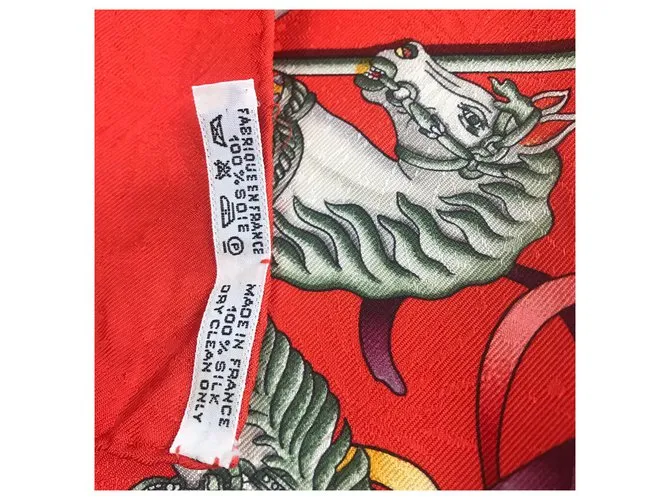 FABRIQUE EN FRANCE
100% SOIE
P
MADE IN FRANCE
100% SILK
DRY CLEAN ONLY